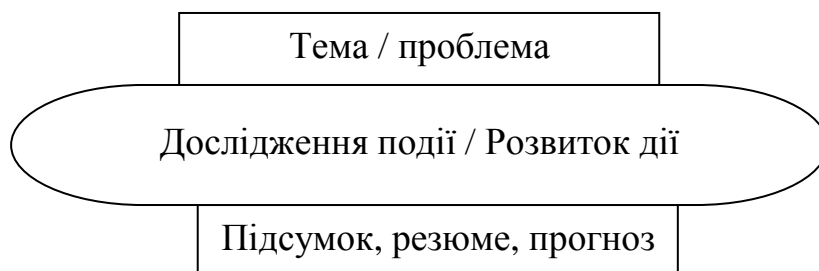 Тема / проблема
Дослідження події / Розвиток дії
Підсумок, резюме, прогноз